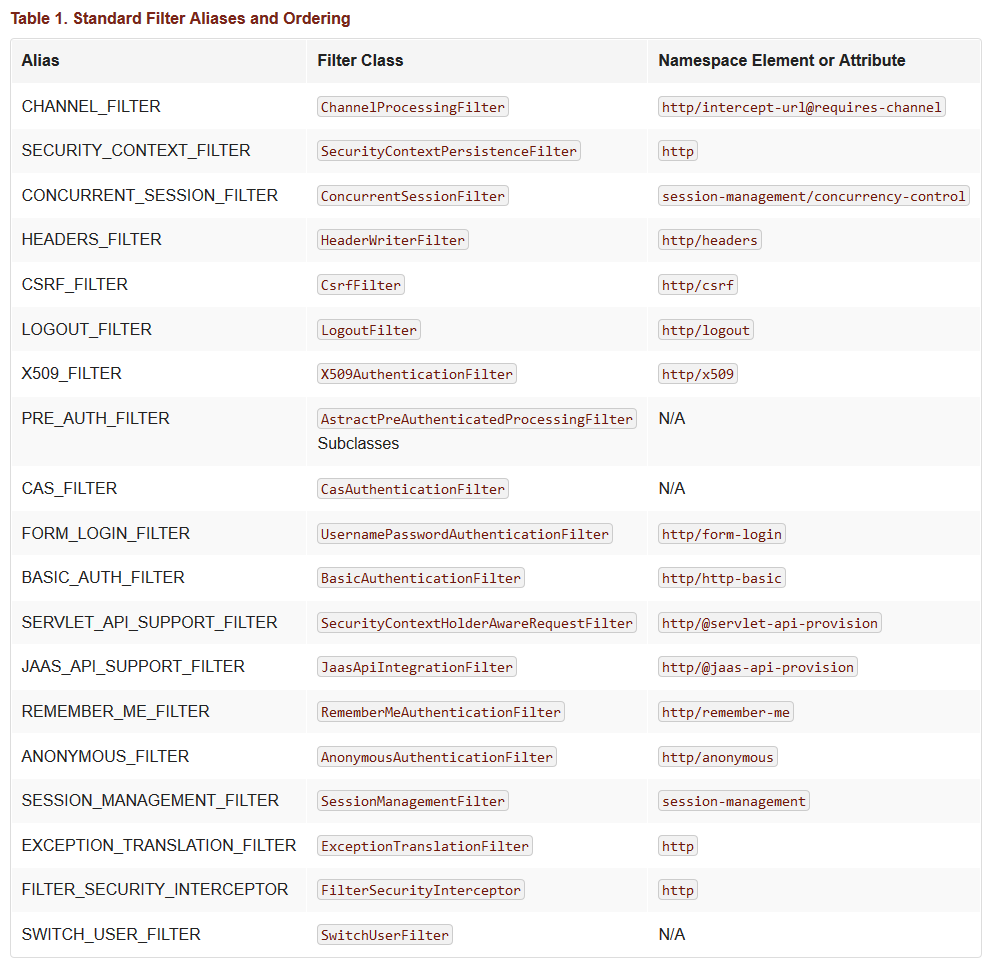 Table 1. Standard Filter Aliases and Ordering
Alias Filter Class Namespace Element or Attribute
CHANNEL_FILTER ChannelProcessingFilter http/intercept-url@requires-channel
SECURITY_CONTEXT_FILTER SecurityContextPersistenceFilter http
CONCURRENT_SESSION_FILTER ConcurrentSessionFilter session-management/concurrency-control
HEADERS_FILTER HeaderWriterFilter http/headers
CSRF_FILTER CsrfFilter http/csrf
LOGOUT_FILTER LogoutFilter http/logout
X509_FILTER X509AuthenticationFilter http/x509
PRE_AUTH_FILTER AstractPreAuthenticatedProcessingFilter N/A
Subclasses
CAS_FILTER CasAuthenticationFilter N/A
FORM_LOGIN_FILTER UsernamePasswordAuthenticationFilter http/form-login
BASIC_AUTH_FILTER BasicAuthenticationFilter http/http-basic
SERVLET_API_SUPPORT_FILTER SecurityContextHolderAwareRequestFilter http/@servlet-api-provision
JAAS_API_SUPPORT_FILTER JaasApiIntegrationFilter http/@jaas-api-provision
REMEMBER_ME_FILTER RememberMeAuthenticationFilter http/remember-me
ANONYMOUS_FILTER AnonymousAuthenticationFilter http/anonymous
SESSION_MANAGEMENT_FILTER SessionManagementFilter session-management
EXCEPTION_TRANSLATION_FILTER ExceptionTranslationFilter http
FILTER_SECURITY_INTERCEPTOR FilterSecurityInterceptor http
SWITCH_USER_FILTER SwitchUserFilter N/A